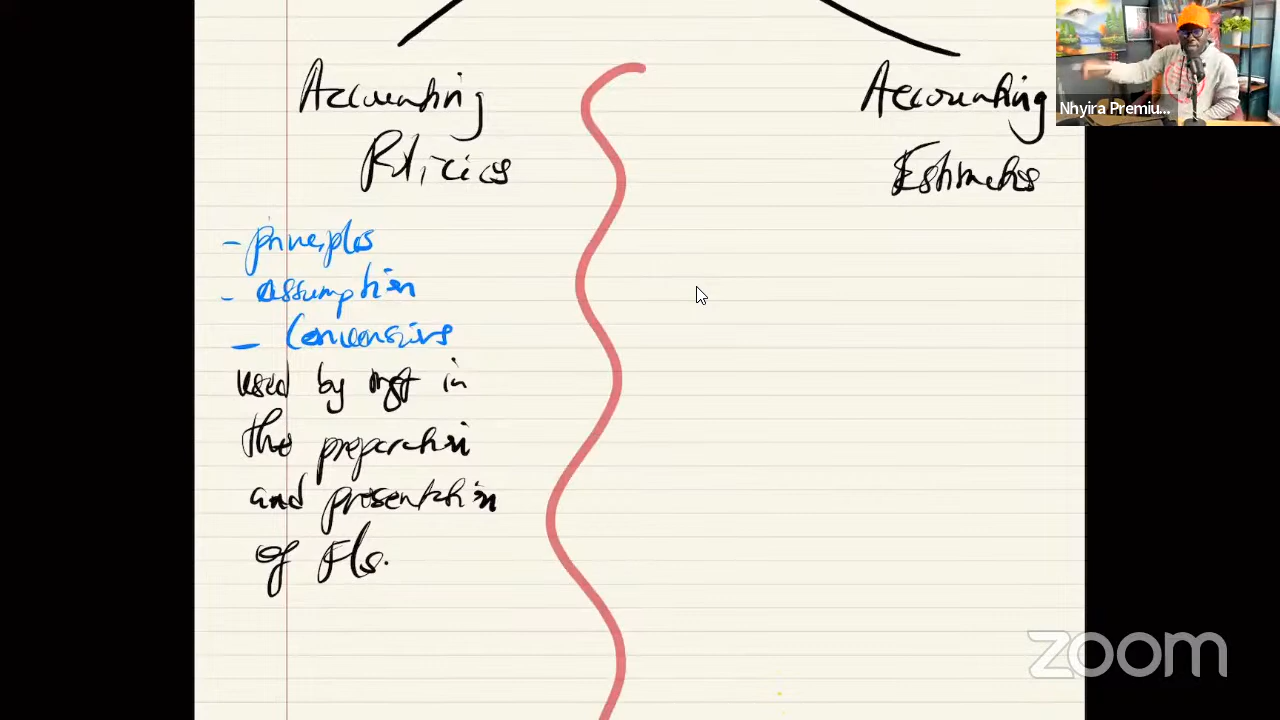 Accounting
Policies
- principles
- assumption
- Conventions
used by mgt in
the preparation
and presentation
of F/s.
Accounting
Estimates
Nhyira Premiu...
zoom